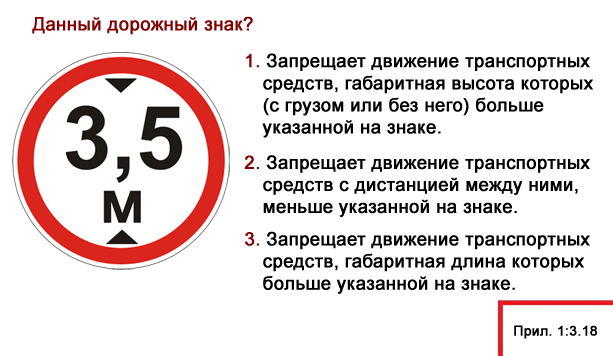 Данный дорожный знак?
3,5
м
1. Запрещает движение транспортных
средств, габаритная высота которых
(с грузом или без него) больше
указанной на знаке.
2. Запрещает движение транспортных
средств с дистанцией между ними,
меньше указанной на знаке.
3. Запрещает движение транспортных
средств, габаритная длина которых
больше указанной на знаке.
Прил. 1:3.18